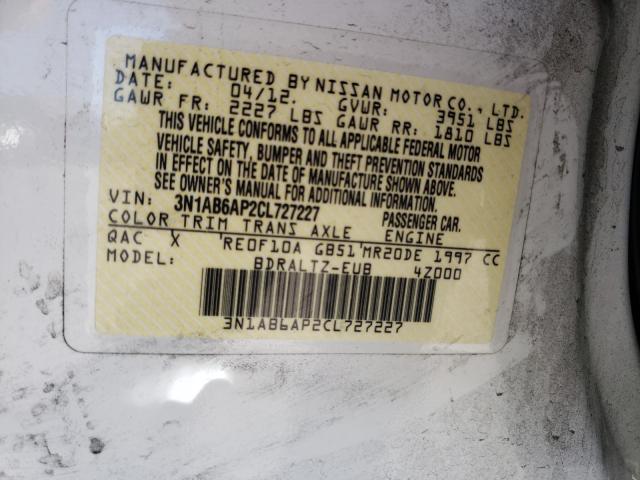 MANUFACTURED BY NISSAN MOTOR CO., LTD.
DATE: 04/12. GVWR: 3951 LBS
GAWR FR: 2227 LBS GAWR RR: 1810 LBS
THIS VEHICLE CONFORMS TO ALL APPLICABLE FEDERAL MOTOR
VEHICLE SAFETY, BUMPER AND THEFT PREVENTION STANDARDS
IN EFFECT ON THE DATE OF MANUFACTURE SHOWN ABOVE.
SEE OWNER'S MANUAL FOR ADDITIONAL INFORMATION.
VIN: 3N1AB6AP2CL727227 PASSENGER CAR.
COLOR TRIM TRANS AXLE ENGINE
QAC X RE0F10A GB51 MR20DE 1997 CC
MODEL: BDRALTZ-EUB 4Z000
3N1AB6AP2CL727227